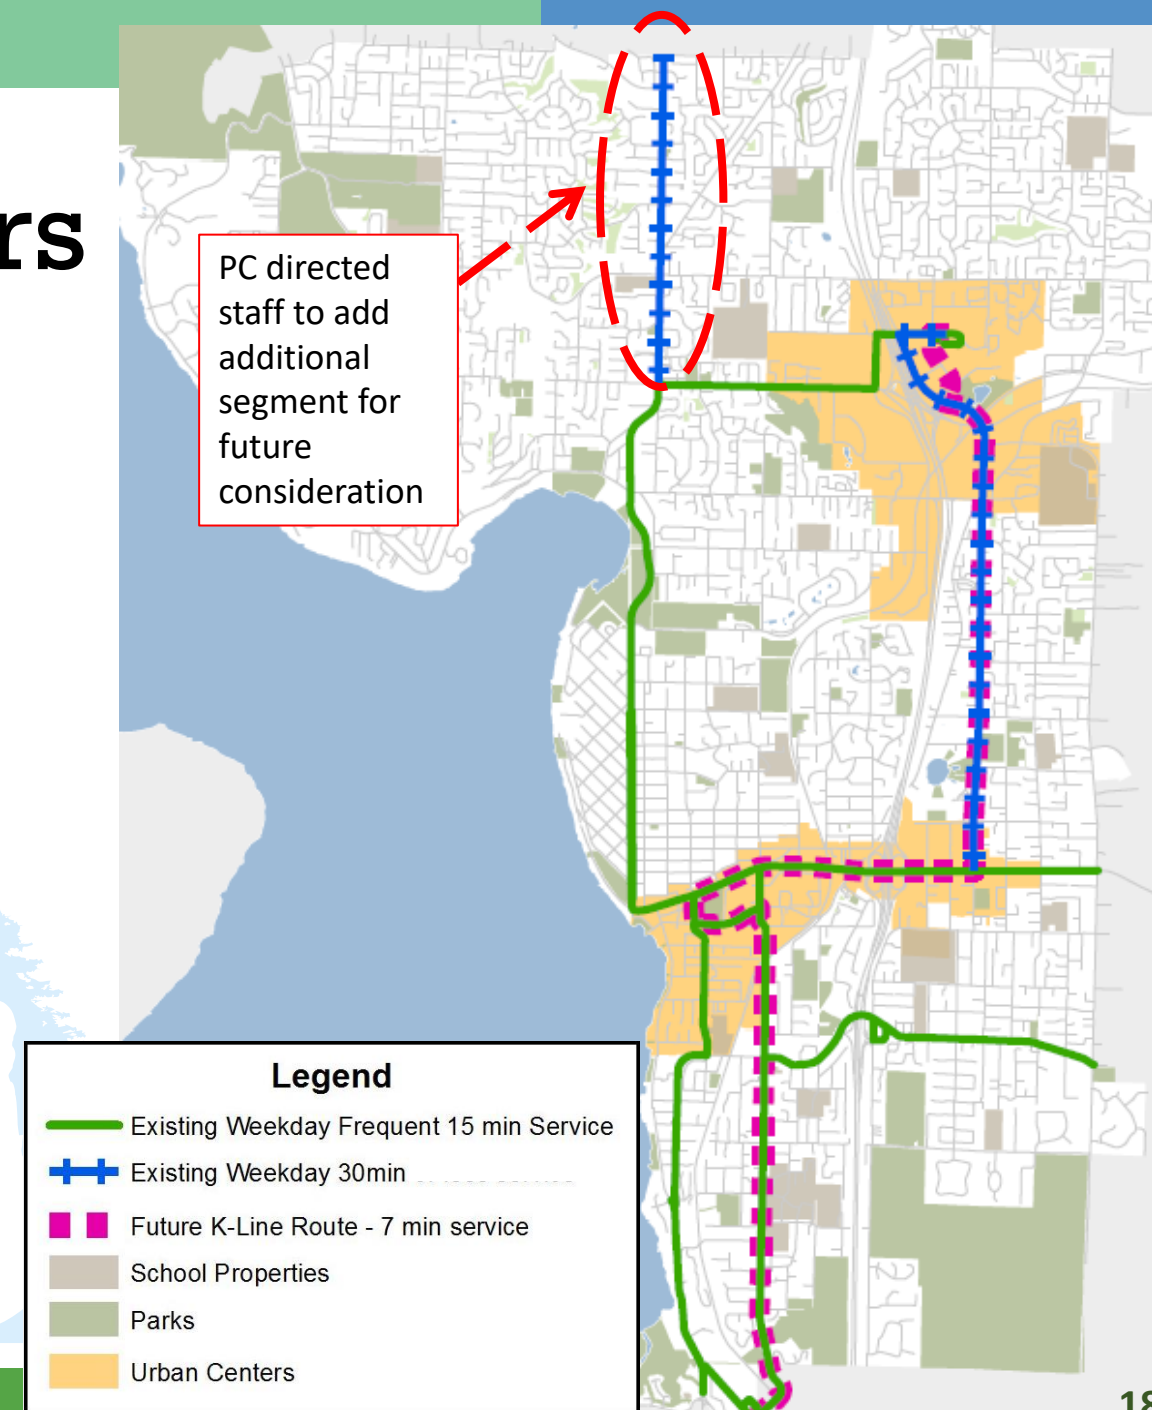 rs
PC directed
staff to add
additional
segment for
future
consideration
Legend
Existing Weekday Frequent 15 min Service
Existing Weekday 30min
Future K-Line Route - 7 min service
School Properties
Parks
Urban Centers
18